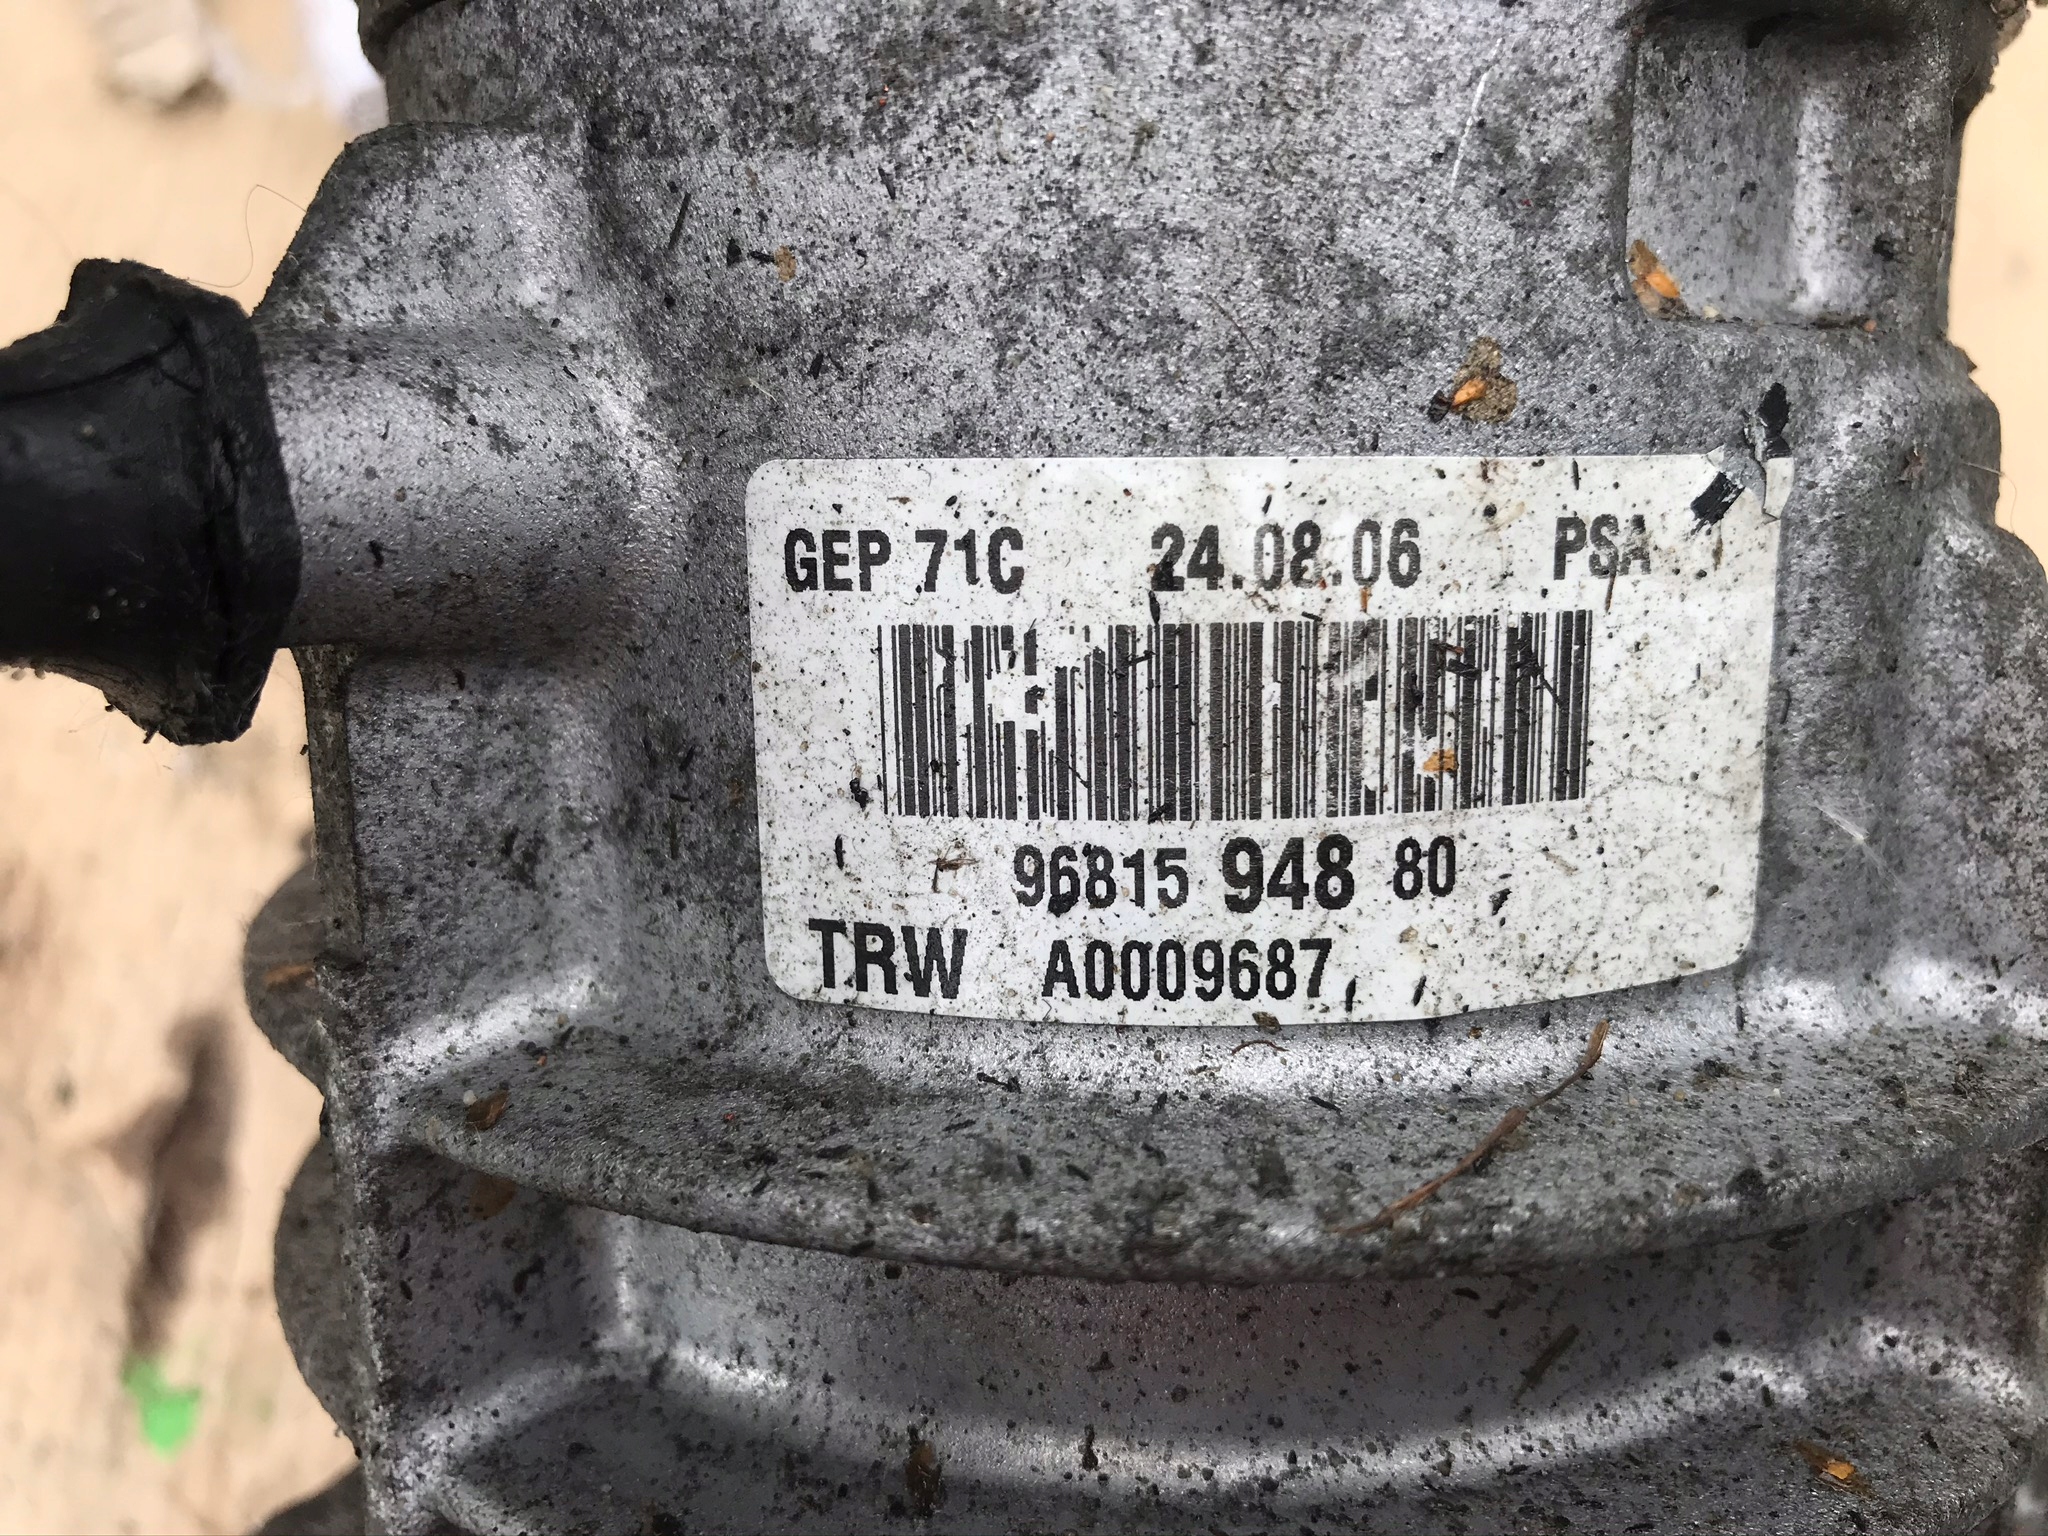 GEP 71C 24.08.06 PSA
96815 948 80
TRW A0009687